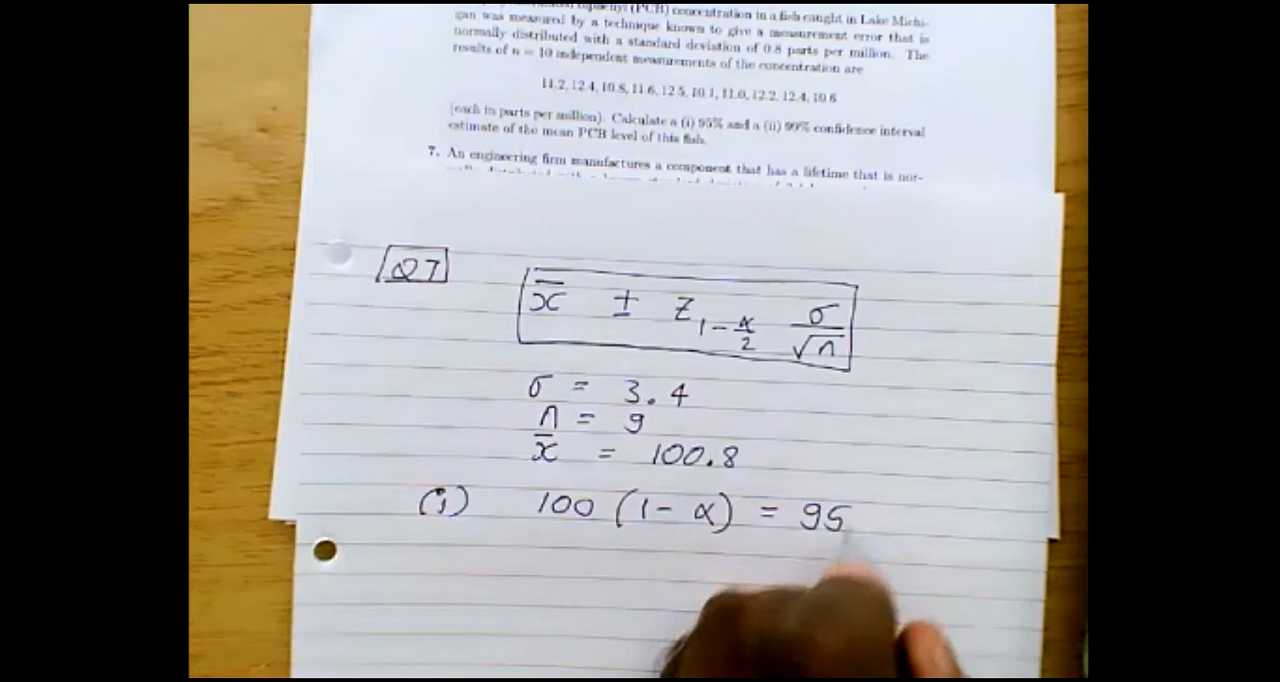 (PCB) concentration in a fish caught in Lake Michi-
gan was measured by a technique known to give a measurement error that is
normally distributed with a standard deviation of 0.8 parts per million. The
results of n = 10 independent measurements of the concentration are
11.2, 12.4, 10.8, 11.6, 12.5, 10.1, 11.0, 12.2, 12.4, 10.6
(each in parts per million). Calculate a (i) 95% and a (ii) 99% confidence interval
estimate of the mean PCB level of this fish.
7. An engineering firm manufactures a component that has a lifetime that is nor-
Q7
x̄ ± z_{1-α/2} σ/√n
σ = 3.4
n = 9
x̄ = 100.8
(i) 100 (1 - α) = 95